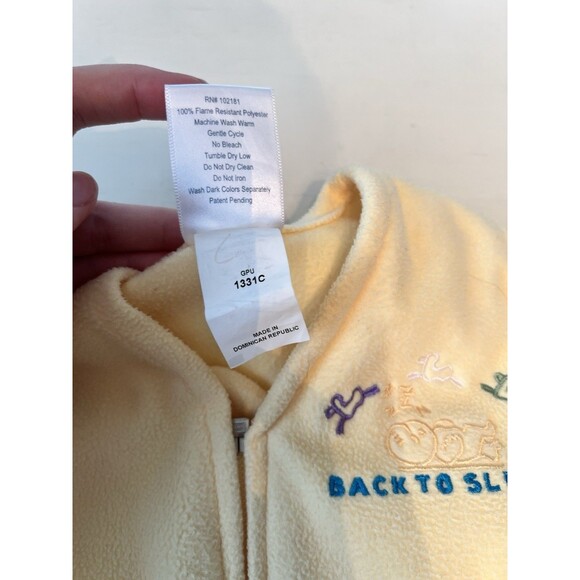 RN# 102181
100% Flame Resistant Polyester
Machine Wash Warm
Gentle Cycle
No Bleach
Tumble Dry Low
Do Not Dry Clean
Do Not Iron
Wash Dark Colors Separately
Patent Pending
GPU
1331C
MADE IN
DOMINICAN REPUBLIC
BACK TO